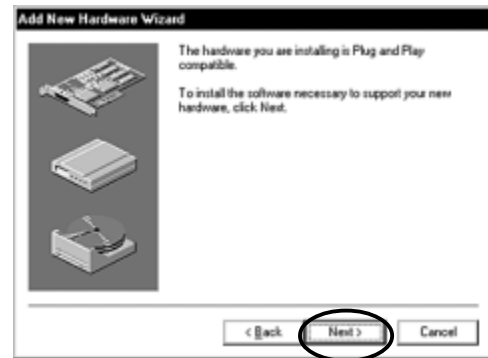 Add New Hardware Wizard
The hardware you are installing is Plug and Play
compatible.
To install the software necessary to support your new
hardware, click Next.
< Back
Next >
Cancel